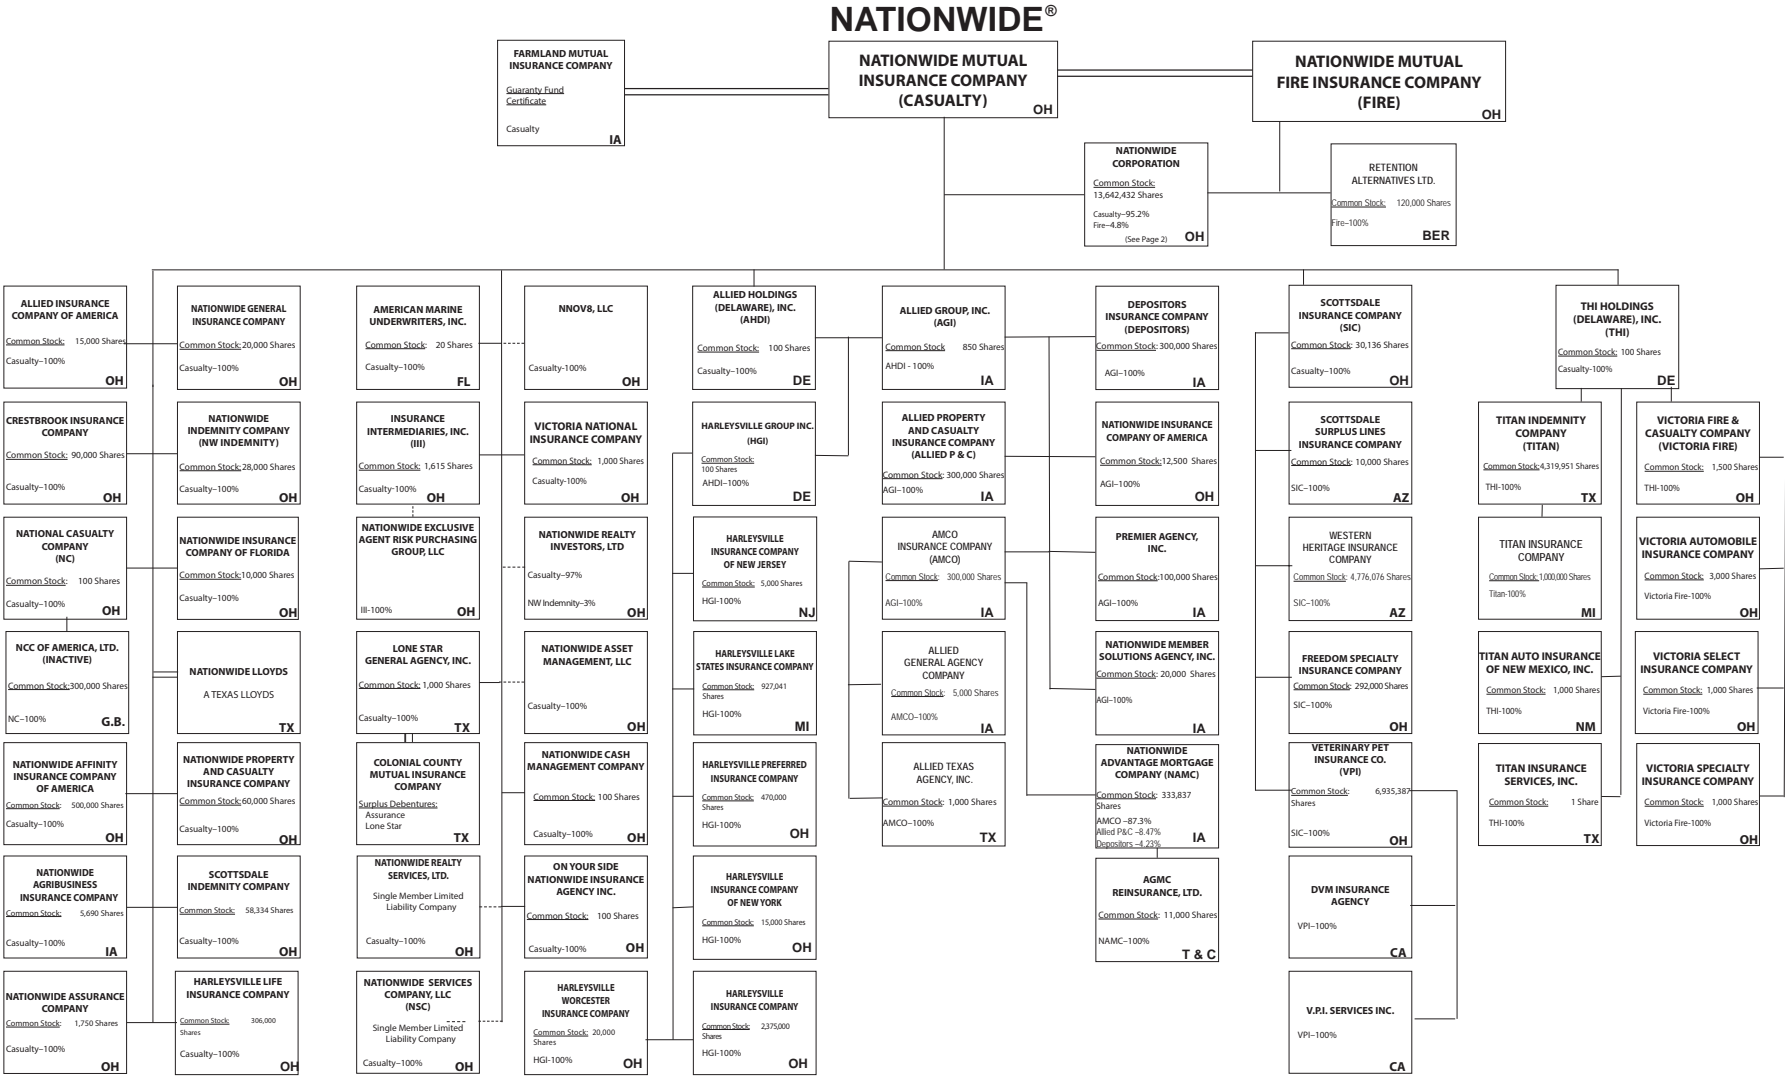 NATIONWIDE®
FARMLAND MUTUAL
INSURANCE COMPANY
Guaranty Fund
Certificate
Casualty
IA
NATIONWIDE MUTUAL
INSURANCE COMPANY
(CASUALTY)
OH
NATIONWIDE MUTUAL
FIRE INSURANCE COMPANY
(FIRE)
OH
NATIONWIDE
CORPORATION
Common Stock:
13,642,432 Shares
Casualty–95.2%
Fire–4.8%
(See Page 2)
OH
RETENTION
ALTERNATIVES LTD.
Common Stock: 120,000 Shares
Fire–100%
BER
ALLIED INSURANCE
COMPANY OF AMERICA
Common Stock: 15,000 Shares
Casualty–100%
OH
NATIONWIDE GENERAL
INSURANCE COMPANY
Common Stock: 20,000 Shares
Casualty–100%
OH
AMERICAN MARINE
UNDERWRITERS, INC.
Common Stock: 20 Shares
Casualty–100%
FL
NNOV8, LLC
Casualty-100%
OH
ALLIED HOLDINGS
(DELAWARE), INC.
(AHDI)
Common Stock: 100 Shares
Casualty–100%
DE
ALLIED GROUP, INC.
(AGI)
Common Stock 850 Shares
AHDI - 100%
IA
DEPOSITORS
INSURANCE COMPANY
(DEPOSITORS)
Common Stock: 300,000 Shares
AGI–100%
IA
SCOTTSDALE
INSURANCE COMPANY
(SIC)
Common Stock: 30,136 Shares
Casualty–100%
OH
THI HOLDINGS
(DELAWARE), INC.
(THI)
Common Stock: 100 Shares
Casualty-100%
DE
CRESTBROOK INSURANCE
COMPANY
Common Stock: 90,000 Shares
Casualty–100%
OH
NATIONWIDE
INDEMNITY COMPANY
(NW INDEMNITY)
Common Stock: 28,000 Shares
Casualty–100%
OH
INSURANCE
INTERMEDIARIES, INC.
(III)
Common Stock: 1,615 Shares
Casualty-100%
OH
VICTORIA NATIONAL
INSURANCE COMPANY
Common Stock: 1,000 Shares
Casualty-100%
OH
HARLEYSVILLE GROUP INC.
(HGI)
Common Stock:
100 Shares
AHDI–100%
DE
ALLIED PROPERTY
AND CASUALTY
INSURANCE COMPANY
(ALLIED P & C)
Common Stock: 300,000 Shares
AGI–100%
IA
NATIONWIDE INSURANCE
COMPANY OF AMERICA
Common Stock:12,500 Shares
AGI–100%
OH
SCOTTSDALE
SURPLUS LINES
INSURANCE COMPANY
Common Stock: 10,000 Shares
SIC–100%
AZ
TITAN INDEMNITY
COMPANY
(TITAN)
Common Stock:4,319,951 Shares
THI-100%
TX
VICTORIA FIRE &
CASUALTY COMPANY
(VICTORIA FIRE)
Common Stock: 1,500 Shares
THI-100%
OH
NATIONAL CASUALTY
COMPANY
(NC)
Common Stock: 100 Shares
Casualty–100%
OH
NATIONWIDE INSURANCE
COMPANY OF FLORIDA
Common Stock:10,000 Shares
Casualty–100%
OH
NATIONWIDE EXCLUSIVE
AGENT RISK PURCHASING
GROUP, LLC
III-100%
OH
NATIONWIDE REALTY
INVESTORS, LTD
Casualty–97%
NW Indemnity–3%
OH
HARLEYSVILLE
INSURANCE COMPANY
OF NEW JERSEY
Common Stock: 5,000 Shares
HGI-100%
NJ
AMCO
INSURANCE COMPANY
(AMCO)
Common Stock: 300,000 Shares
AGI–100%
IA
PREMIER AGENCY,
INC.
Common Stock:100,000 Shares
AGI–100%
IA
WESTERN
HERITAGE INSURANCE
COMPANY
Common Stock: 4,776,076 Shares
SIC–100%
AZ
TITAN INSURANCE
COMPANY
Common Stock: 1,000,000 Shares
Titan-100%
MI
VICTORIA AUTOMOBILE
INSURANCE COMPANY
Common Stock: 3,000 Shares
Victoria Fire-100%
OH
NCC OF AMERICA, LTD.
(INACTIVE)
Common Stock:300,000 Shares
NC–100%
G.B.
NATIONWIDE LLOYDS
A TEXAS LLOYDS
TX
LONE STAR
GENERAL AGENCY, INC.
Common Stock: 1,000 Shares
Casualty–100%
TX
NATIONWIDE ASSET
MANAGEMENT, LLC
Casualty–100%
OH
HARLEYSVILLE LAKE
STATES INSURANCE COMPANY
Common Stock: 927,041
Shares
HGI-100%
MI
ALLIED
GENERAL AGENCY
COMPANY
Common Stock: 5,000 Shares
AMCO–100%
IA
NATIONWIDE MEMBER
SOLUTIONS AGENCY, INC.
Common Stock: 20,000 Shares
AGI–100%
IA
FREEDOM SPECIALTY
INSURANCE COMPANY
Common Stock: 292,000 Shares
SIC–100%
OH
TITAN AUTO INSURANCE
OF NEW MEXICO, INC.
Common Stock: 1,000 Shares
THI-100%
NM
VICTORIA SELECT
INSURANCE COMPANY
Common Stock: 1,000 Shares
Victoria Fire-100%
OH
NATIONWIDE AFFINITY
INSURANCE COMPANY
OF AMERICA
Common Stock: 500,000 Shares
Casualty–100%
OH
NATIONWIDE PROPERTY
AND CASUALTY
INSURANCE COMPANY
Common Stock:60,000 Shares
Casualty–100%
OH
COLONIAL COUNTY
MUTUAL INSURANCE
COMPANY
Surplus Debentures:
Assurance
Lone Star
TX
NATIONWIDE CASH
MANAGEMENT COMPANY
Common Stock: 100 Shares
Casualty–100%
OH
HARLEYSVILLE PREFERRED
INSURANCE COMPANY
Common Stock: 470,000
Shares
HGI-100%
OH
ALLIED TEXAS
AGENCY, INC.
Common Stock: 1,000 Shares
AMCO–100%
TX
NATIONWIDE
ADVANTAGE MORTGAGE
COMPANY (NAMC)
Common Stock: 333,837
Shares
AMCO –87.3%
Allied P&C –8.47%
Depositors –4.23%
IA
VETERINARY PET
INSURANCE CO.
(VPI)
Common Stock: 6,935,387
Shares
SIC–100%
OH
TITAN INSURANCE
SERVICES, INC.
Common Stock: 1 Share
THI-100%
TX
VICTORIA SPECIALTY
INSURANCE COMPANY
Common Stock: 1,000 Shares
Victoria Fire-100%
OH
NATIONWIDE
AGRIBUSINESS
INSURANCE COMPANY
Common Stock: 5,690 Shares
Casualty–100%
IA
SCOTTSDALE
INDEMNITY COMPANY
Common Stock: 58,334 Shares
Casualty–100%
OH
NATIONWIDE REALTY
SERVICES, LTD.
Single Member Limited
Liability Company
Casualty–100%
OH
ON YOUR SIDE
NATIONWIDE INSURANCE
AGENCY INC.
Common Stock: 100 Shares
Casualty-100%
OH
HARLEYSVILLE
INSURANCE COMPANY
OF NEW YORK
Common Stock: 15,000 Shares
HGI-100%
OH
AGMC
REINSURANCE, LTD.
Common Stock: 11,000 Shares
NAMC–100%
T & C
DVM INSURANCE
AGENCY
VPI–100%
CA
NATIONWIDE ASSURANCE
COMPANY
Common Stock: 1,750 Shares
Casualty–100%
OH
HARLEYSVILLE LIFE
INSURANCE COMPANY
Common Stock: 306,000
Shares
Casualty–100%
OH
NATIONWIDE SERVICES
COMPANY, LLC
(NSC)
Single Member Limited
Liability Company
Casualty–100%
OH
HARLEYSVILLE
WORCESTER
INSURANCE COMPANY
Common Stock: 20,000
Shares
HGI-100%
OH
HARLEYSVILLE
INSURANCE COMPANY
Common Stock: 2,375,000
Shares
HGI-100%
OH
V.P.I. SERVICES INC.
VPI–100%
CA